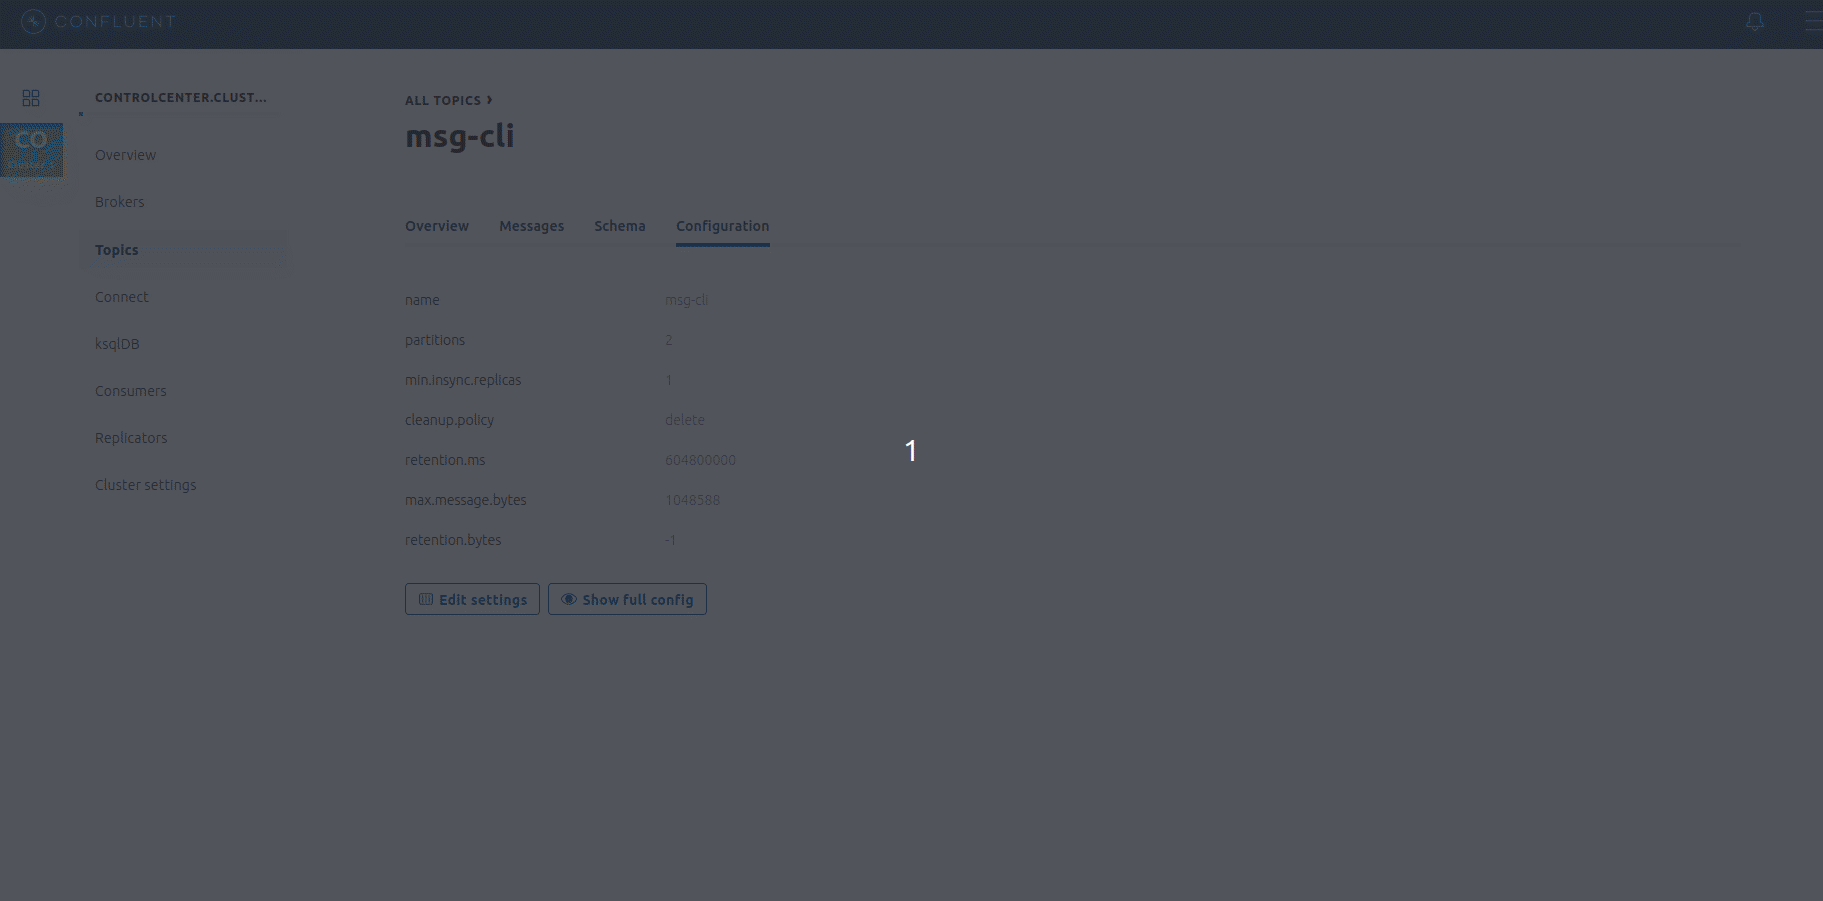 CONFLUENT
CONTROLCENTER.CLUST...
CO
Overview
Brokers
Topics
Connect
ksqlDB
Consumers
Replicators
Cluster settings
ALL TOPICS ›
msg-cli
Overview Messages Schema Configuration
name msg-cli
partitions 2
min.insync.replicas 1
cleanup.policy delete
retention.ms 604800000
max.message.bytes 1048588
retention.bytes -1
Edit settings Show full config
1